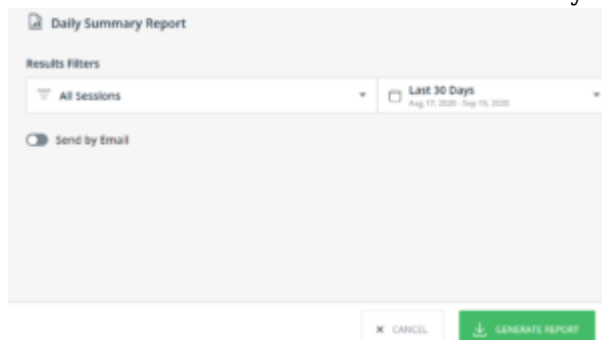 Daily Summary Report
Results Filters
All Sessions
Last 30 Days
Aug 17, 2020 - Sep 15, 2020
Send by Email
CANCEL
GENERATE REPORT